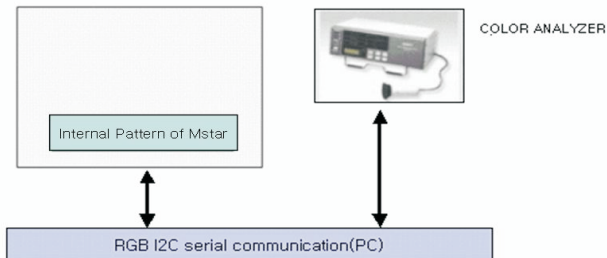 COLOR ANALYZER
Internal Pattern of Mstar
RGB I2C serial communication(PC)